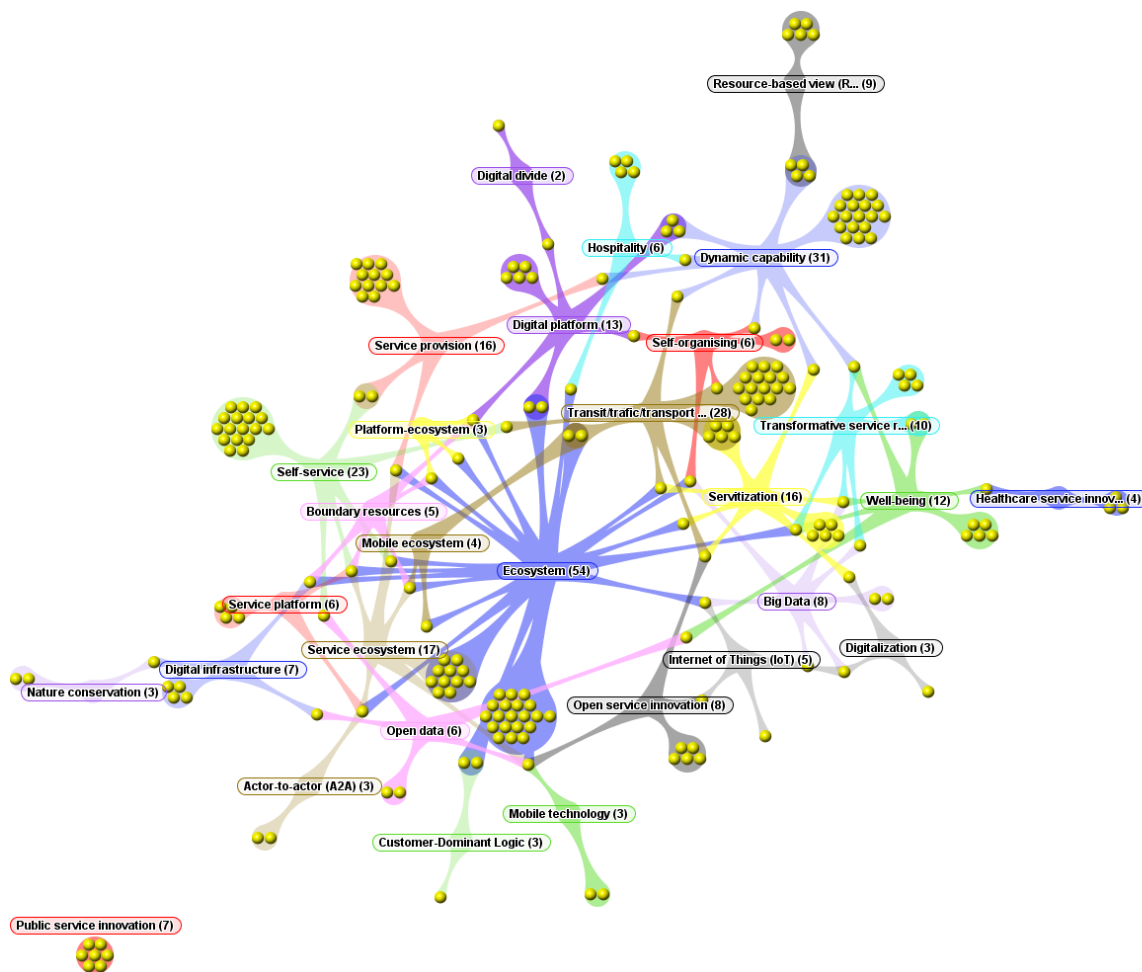 Resource-based view (R... (9)
Digital divide (2)
Hospitality (6)
Dynamic capability (31)
Digital platform (13)
Service provision (16)
Self-organising (6)
Transit/trafic/transport ... (28)
Platform-ecosystem (3)
Transformative service r... (10)
Self-service (23)
Servitization (16)
Well-being (12)
Healthcare service innov... (4)
Boundary resources (5)
Mobile ecosystem (4)
Ecosystem (54)
Service platform (6)
Big Data (8)
Service ecosystem (17)
Digitalization (3)
Internet of Things (IoT) (5)
Digital infrastructure (7)
Nature conservation (3)
Open service innovation (8)
Open data (6)
Actor-to-actor (A2A) (3)
Mobile technology (3)
Customer-Dominant Logic (3)
Public service innovation (7)